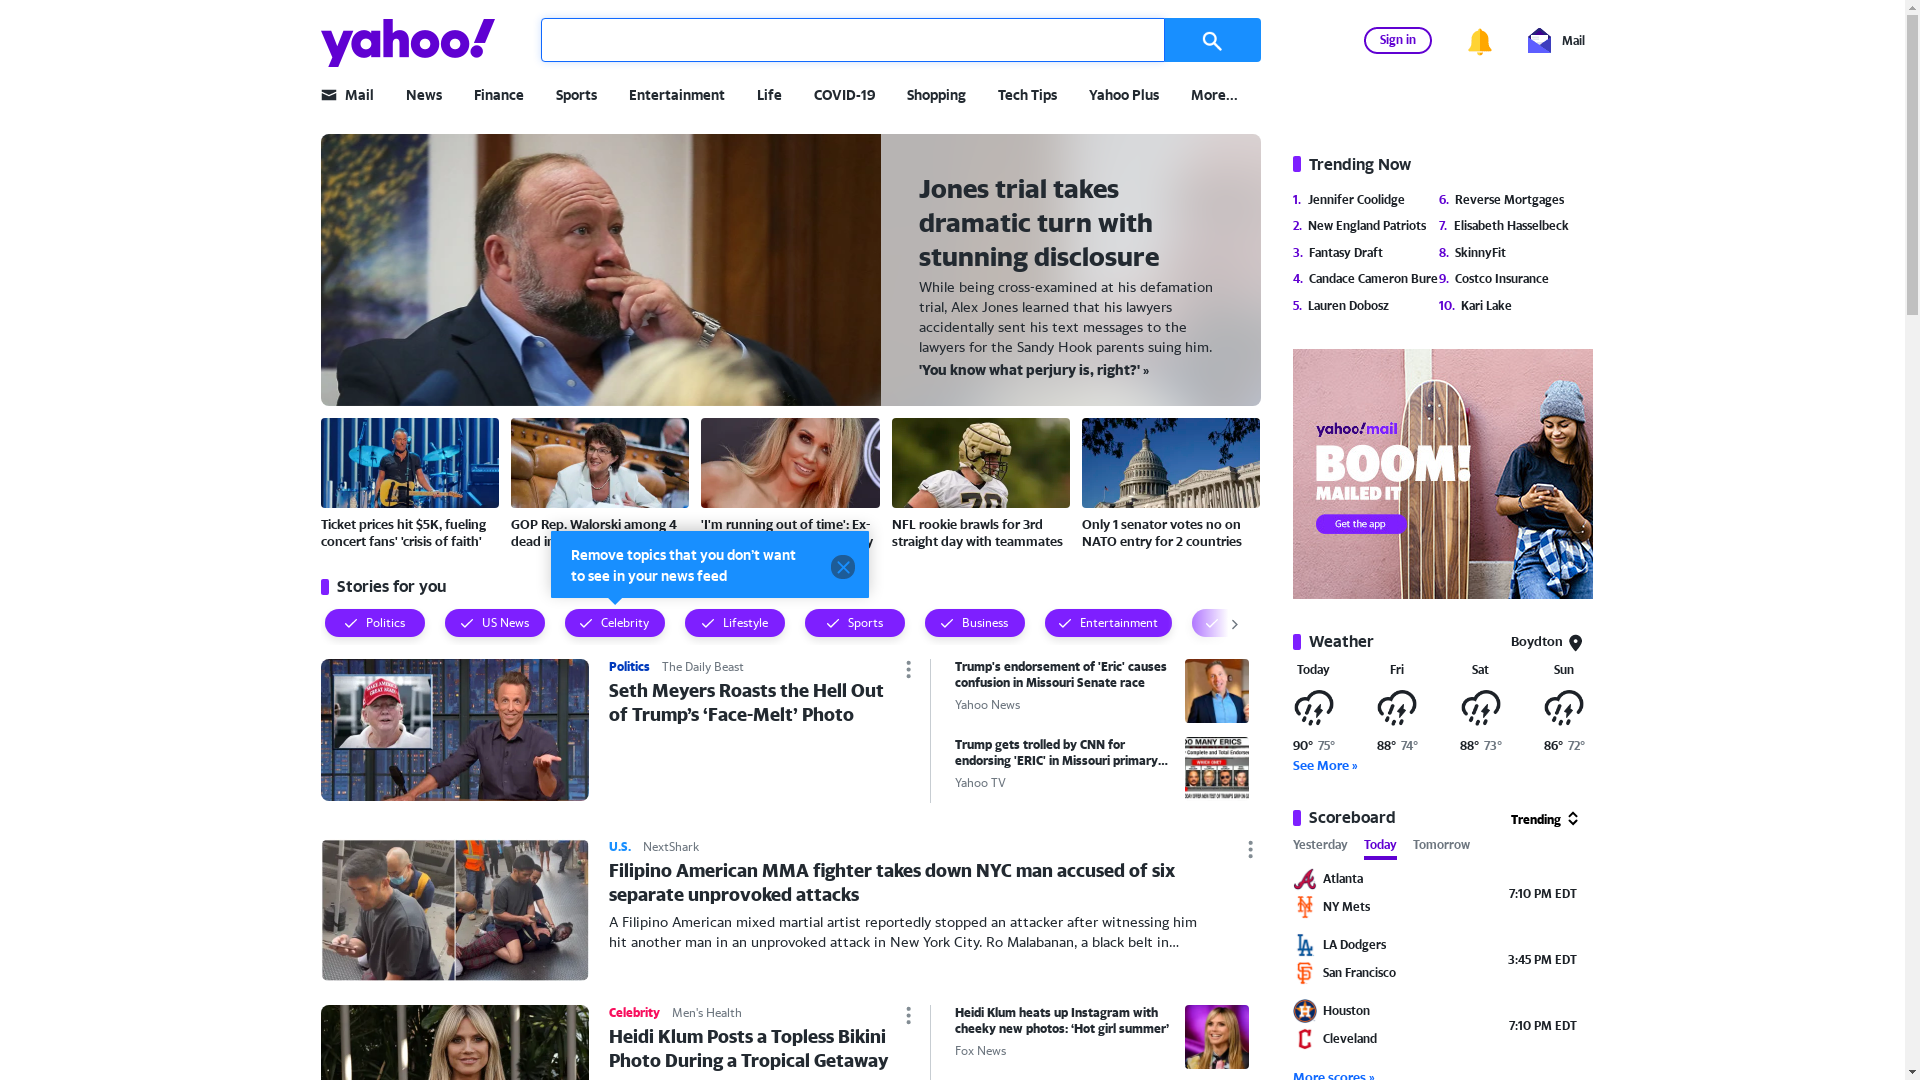 yahoo!
Sign in
Mail
Mail
News
Finance
Sports
Entertainment
Life
COVID-19
Shopping
Tech Tips
Yahoo Plus
More...
Jones trial takes
dramatic turn with
stunning disclosure
While being cross-examined at his defamation
trial, Alex Jones learned that his lawyers
accidentally sent his text messages to the
lawyers for the Sandy Hook parents suing him.
'You know what perjury is, right?' »
Ticket prices hit $5K, fueling
concert fans' 'crisis of faith'
GOP Rep. Walorski among 4
dead
'I'm running out of time': Ex-
NFL rookie brawls for 3rd
straight day with teammates
Only 1 senator votes no on
NATO entry for 2 countries
Remove topics that you don't want
to see in your news feed
Stories for you
Politics
US News
Celebrity
Lifestyle
Sports
Business
Entertainment
Politics The Daily Beast
Seth Meyers Roasts the Hell Out
of Trump’s ‘Face-Melt’ Photo
Trump's endorsement of 'Eric' causes
confusion in Missouri Senate race
Yahoo News
Trump gets trolled by CNN for
endorsing 'ERIC' in Missouri primary...
Yahoo TV
U.S. NextShark
Filipino American MMA fighter takes down NYC man accused of six
separate unprovoked attacks
A Filipino American mixed martial artist reportedly stopped an attacker after witnessing him
hit another man in an unprovoked attack in New York City. Ro Malabanan, a black belt in...
Celebrity Men's Health
Heidi Klum Posts a Topless Bikini
Photo During a Tropical Getaway
Heidi Klum heats up Instagram with
cheeky new photos: ‘Hot girl summer’
Fox News
Trending Now
1. Jennifer Coolidge
2. New England Patriots
3. Fantasy Draft
4. Candace Cameron Bure
5. Lauren Dobosz
6. Reverse Mortgages
7. Elisabeth Hasselbeck
8. SkinnyFit
9. Costco Insurance
10. Kari Lake
yahoo!mail
BOOM!
MAILED IT
Get the app
Weather
Boydton
Today Fri Sat Sun
90° 75° 88° 74° 88° 73° 86° 72°
See More »
Scoreboard
Trending
Yesterday Today Tomorrow
Atlanta
NY Mets
7:10 PM EDT
LA Dodgers
San Francisco
3:45 PM EDT
Houston
Cleveland
7:10 PM EDT
More scores »